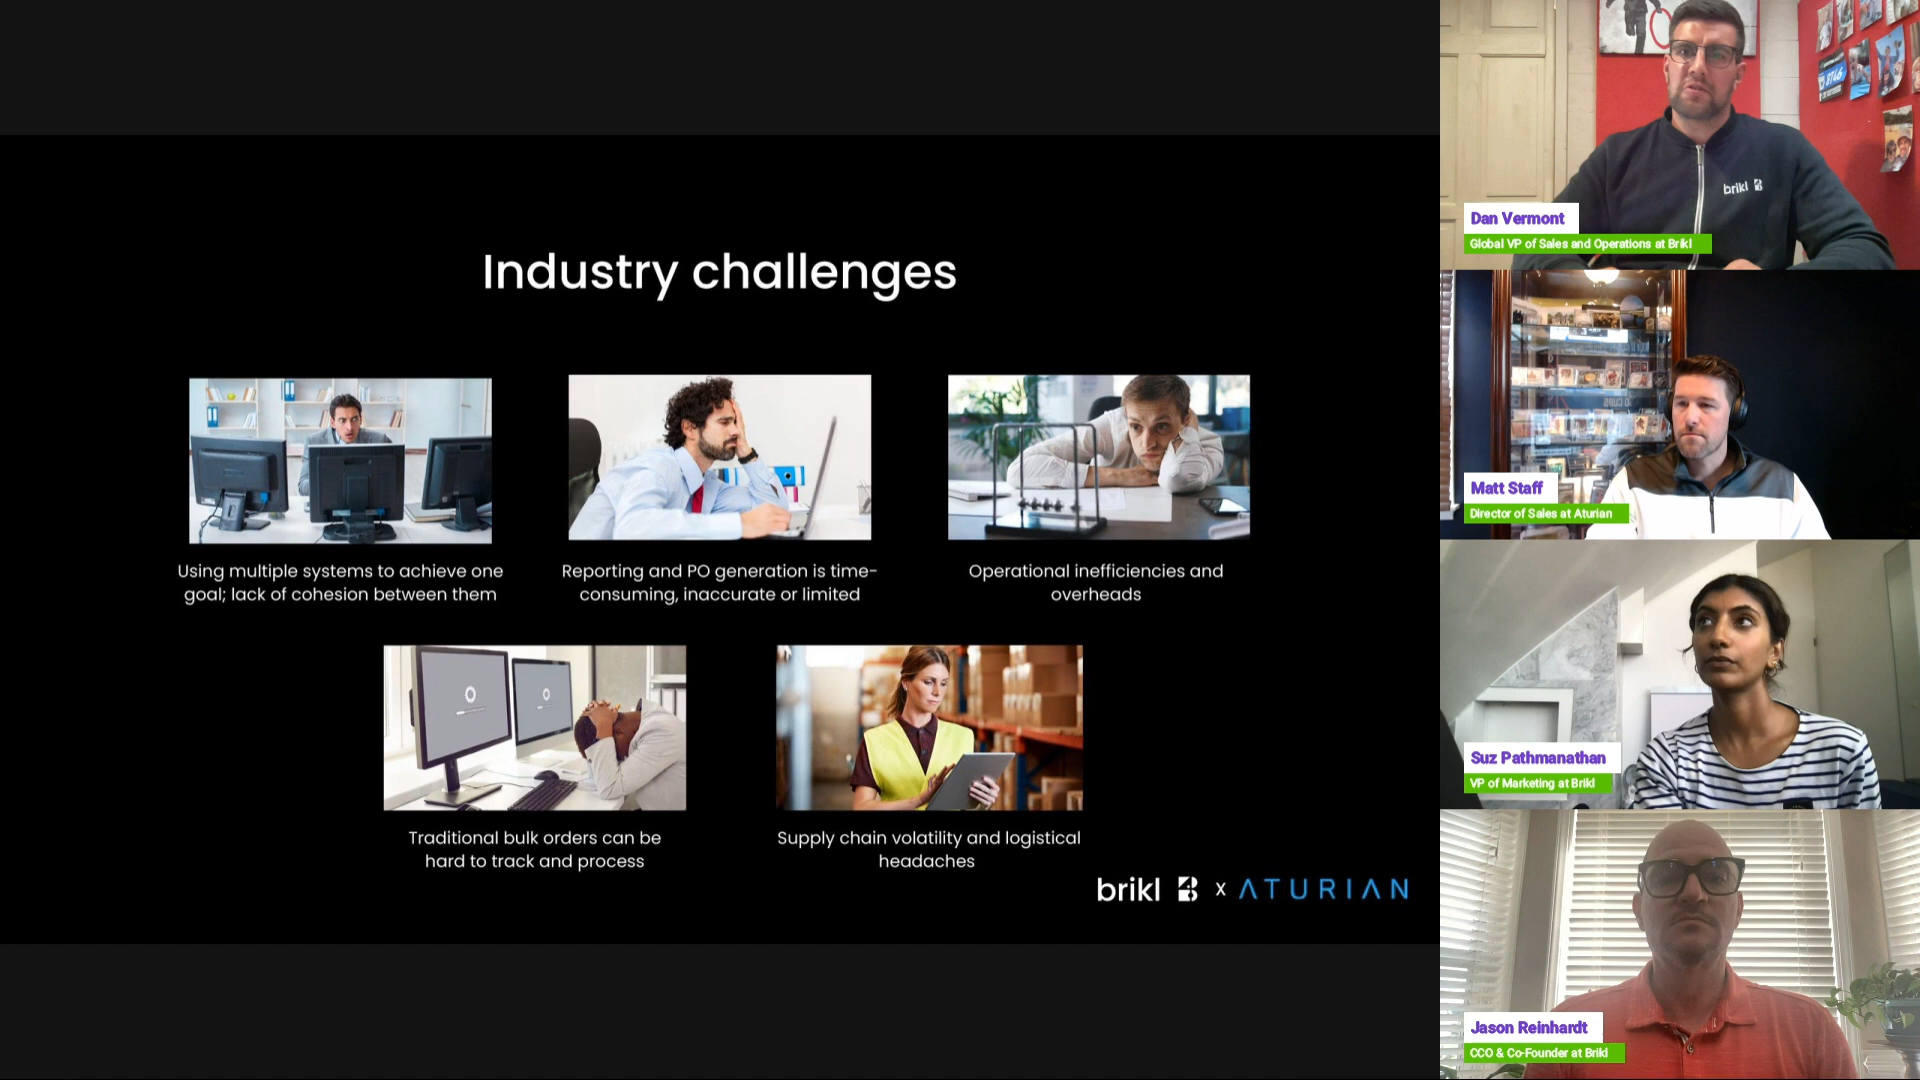 Industry challenges
Using multiple systems to achieve one
goal; lack of cohesion between them
Reporting and PO generation is time-
consuming, inaccurate or limited
Operational inefficiencies and
overheads
Traditional bulk orders can be
hard to track and process
Supply chain volatility and logistical
headaches
brikl x ATURIAN
brikl
Dan Vermont
Global VP of Sales and Operations at Brikl
Matt Staff
Director of Sales at Aturian
Suz Pathmanathan
VP of Marketing at Brikl
Jason Reinhardt
CCO & Co-Founder at Brikl